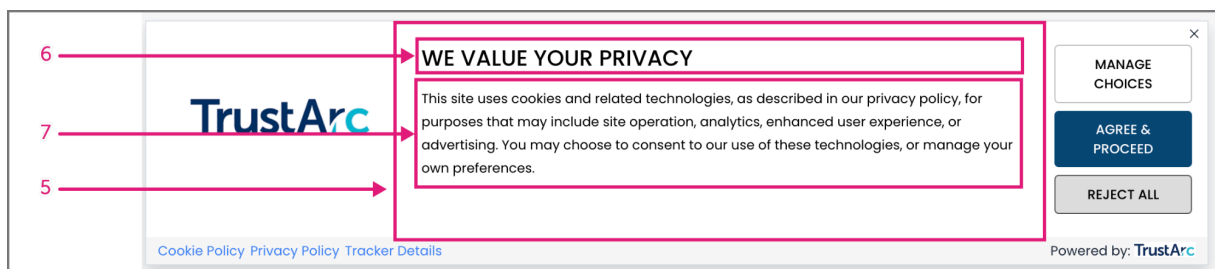 6
WE VALUE YOUR PRIVACY
This site uses cookies and related technologies, as described in our privacy policy, for
purposes that may include site operation, analytics, enhanced user experience, or
advertising. You may choose to consent to our use of these technologies, or manage your
own preferences.
7
5
TrustArc
MANAGE
CHOICES
AGREE &
PROCEED
REJECT ALL
Cookie Policy Privacy Policy Tracker Details
Powered by: TrustArc